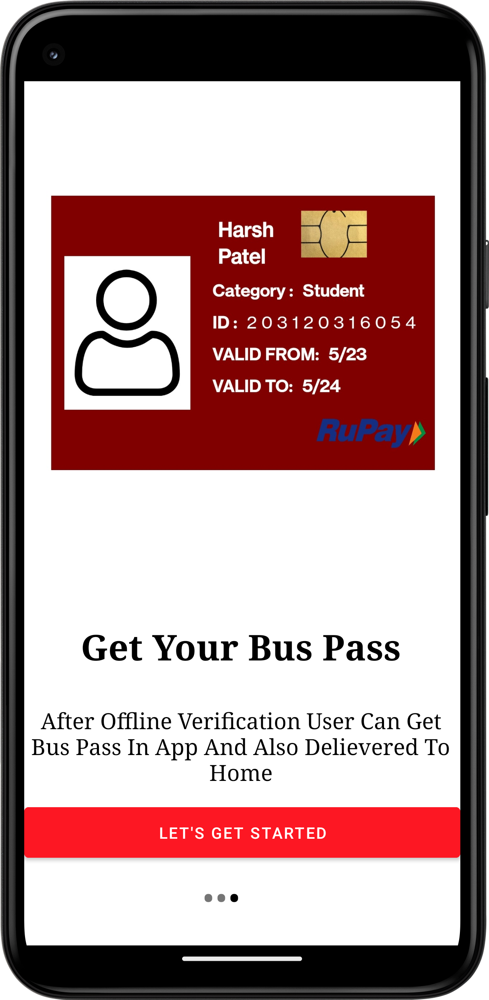 Harsh
Patel
Category : Student
ID : 203120316054
VALID FROM: 5/23
VALID TO: 5/24
RuPay
Get Your Bus Pass
After Offline Verification User Can Get
Bus Pass In App And Also Delievered To
Home
LET'S GET STARTED